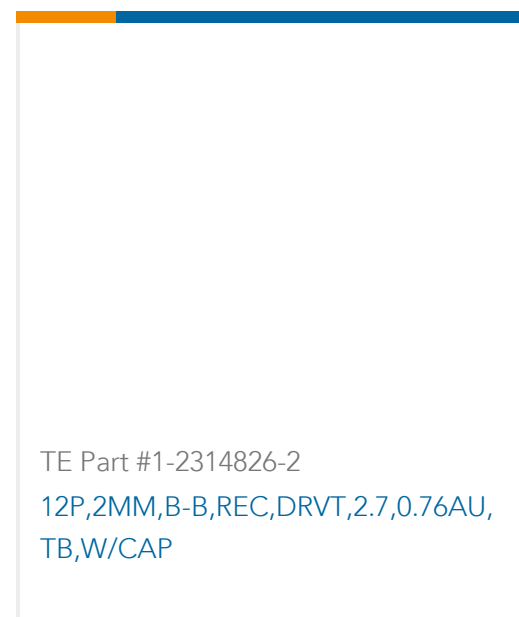 TE Part #1-2314826-2
12P,2MM,B-B,REC,DRVT,2.7,0.76AU,
TB,W/CAP